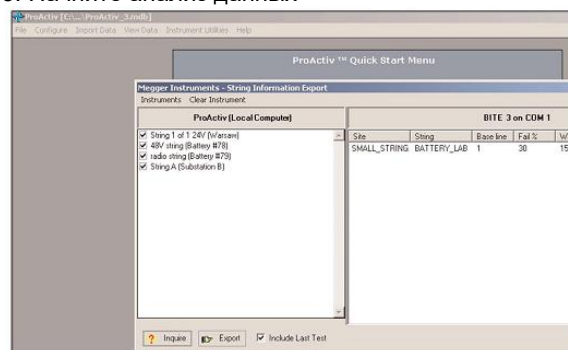 ProActiv [C:\...\ProActiv_3.mdb]
File Configure Import Data View Data Instrument Utilities Help
ProActiv ™ Quick Start Menu
Megger Instruments - String Information Export
Instruments Clear Instrument
ProActiv (Local Computer)
BITE 3 on COM 1
String 1 of 1 24V (Warsaw)
48V string (Battery #78)
radio string (Battery #79)
String A (Substation B)
Site String Base line Fail % W
SMALL_STRING BATTERY_LAB 1 30 15
? Inquire Export Include Last Test